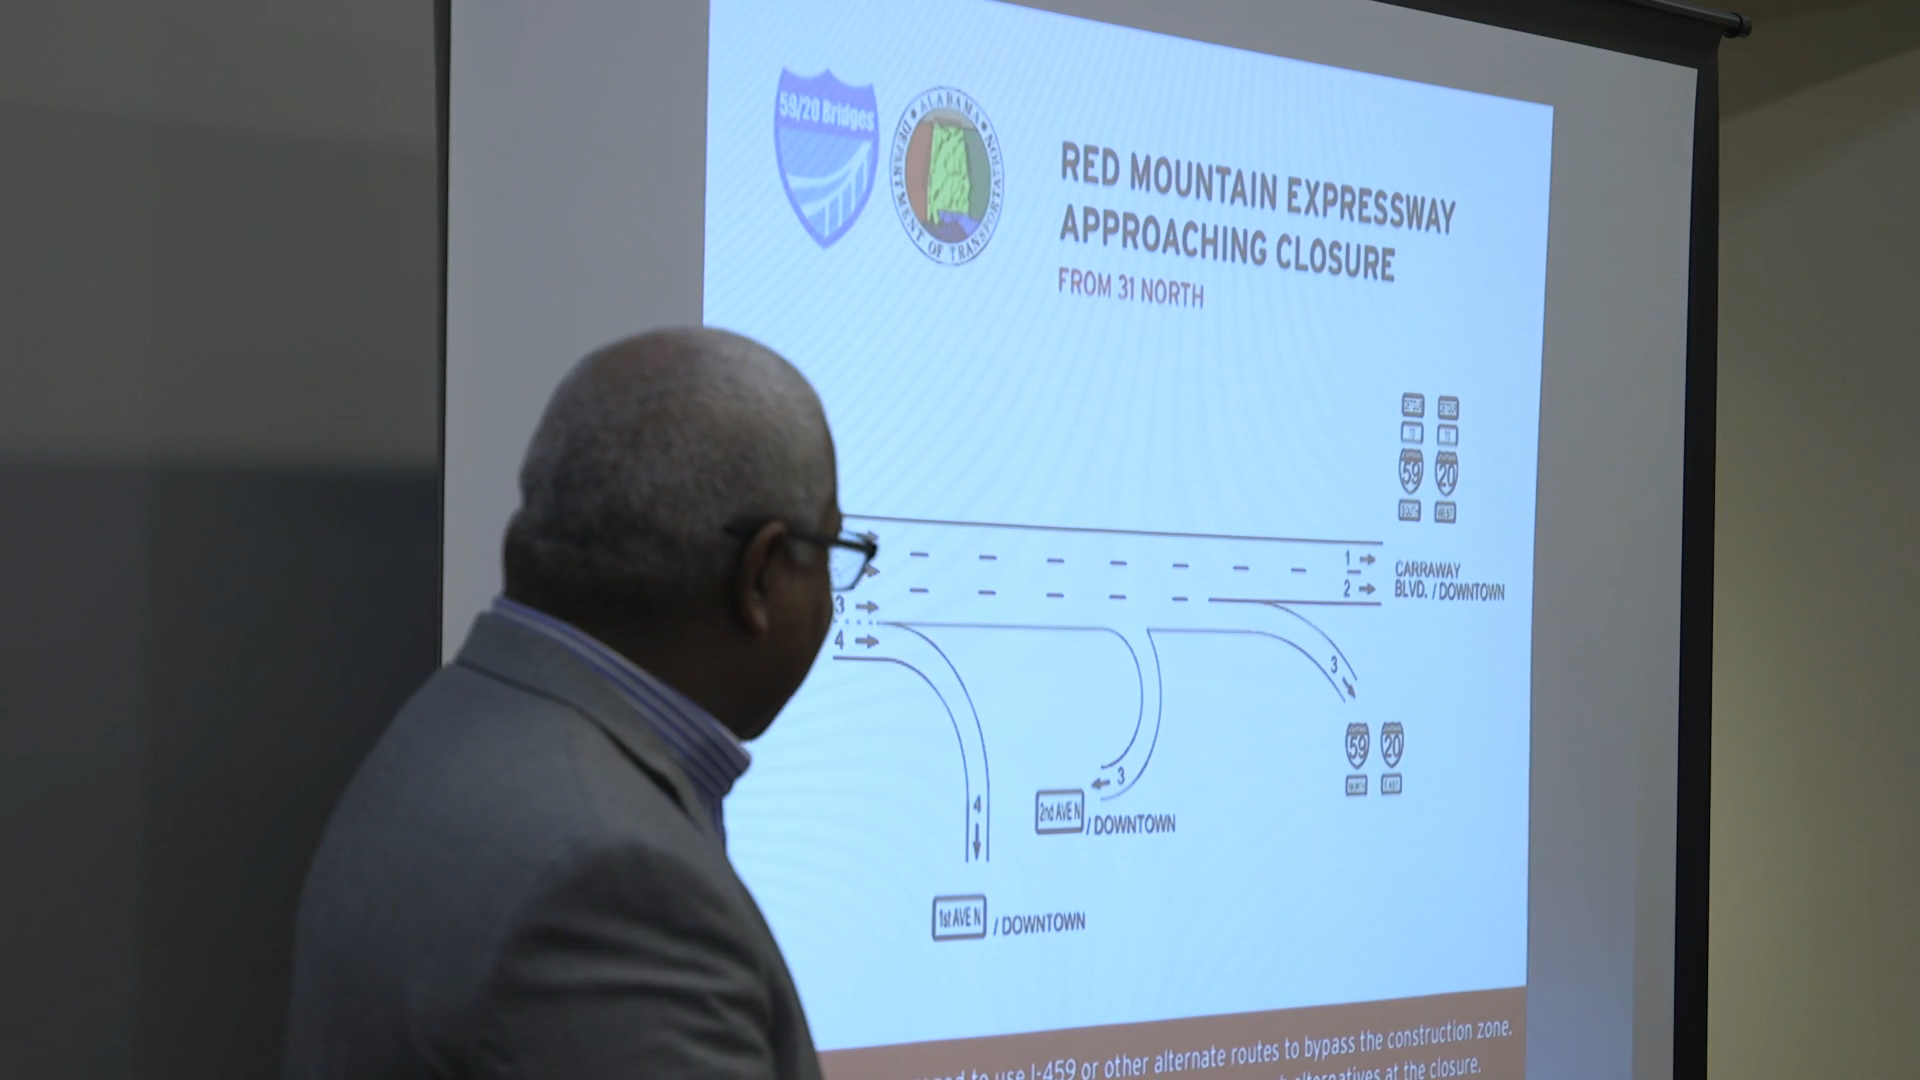 59/20 Bridges
ALABAMA
DEPARTMENT OF TRANSPORTATION
RED MOUNTAIN EXPRESSWAY
APPROACHING CLOSURE
FROM 31 NORTH
59 20
1
2
CARRAWAY
BLVD. / DOWNTOWN
3
4
3
59 20
NORTH EAST
3
2nd AVE N / DOWNTOWN
4
1st AVE N / DOWNTOWN
to use I-459 or other alternate routes to bypass the construction zone.
alternatives at the closure.